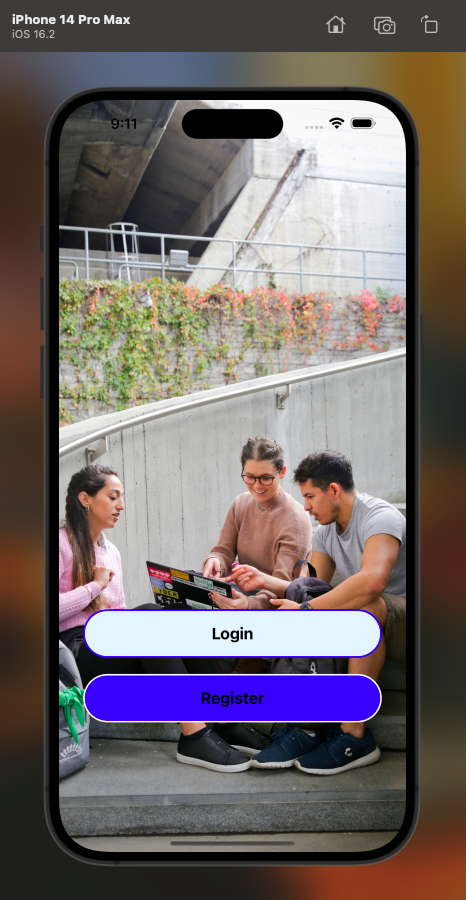 iPhone 14 Pro Max
iOS 16.2
9:11
Login
Register